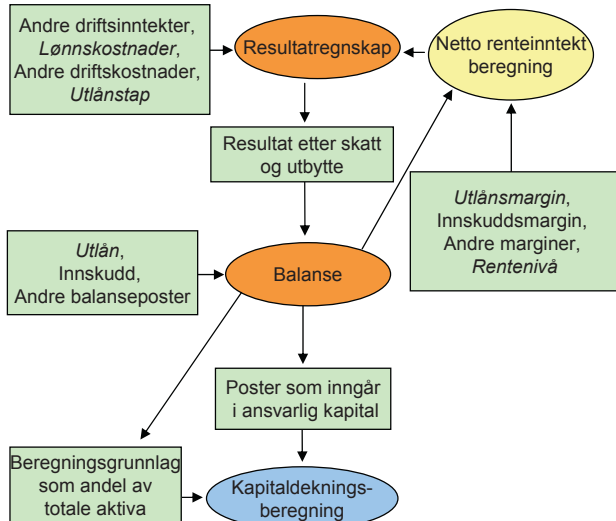 Andre driftsinntekter,
Lønnskostnader,
Andre driftskostnader,
Utlånstap
Resultatregnskap
Netto renteinntekt
beregning
Resultat etter skatt
og utbytte
Utlånsmargin,
Innskuddsmargin,
Andre marginer,
Rentenivå
Utlån,
Innskudd,
Andre balanseposter
Balanse
Poster som inngår
i ansvarlig kapital
Beregningsgrunnlag
som andel av
totale aktiva
Kapitaldeknings-
beregning